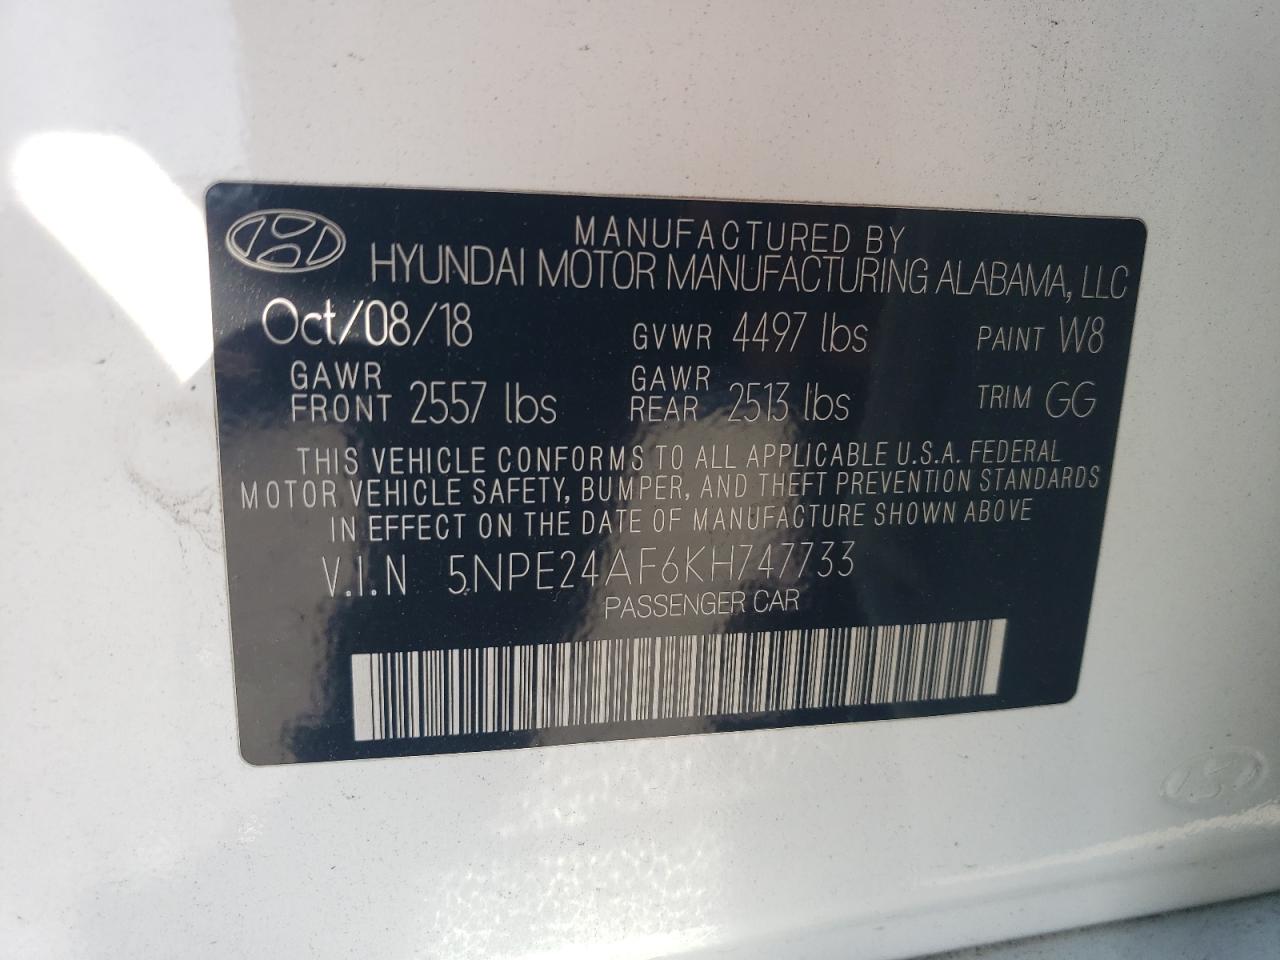 MANUFACTURED BY
HYUNDAI MOTOR MANUFACTURING ALABAMA, LLC
Oct/08/18 GVWR 4497 lbs PAINT W8
GAWR FRONT 2557 lbs GAWR REAR 2513 lbs TRIM GG
THIS VEHICLE CONFORMS TO ALL APPLICABLE U.S.A. FEDERAL
MOTOR VEHICLE SAFETY, BUMPER, AND THEFT PREVENTION STANDARDS
IN EFFECT ON THE DATE OF MANUFACTURE SHOWN ABOVE
V.I.N 5NPE24AF6KH747733
PASSENGER CAR